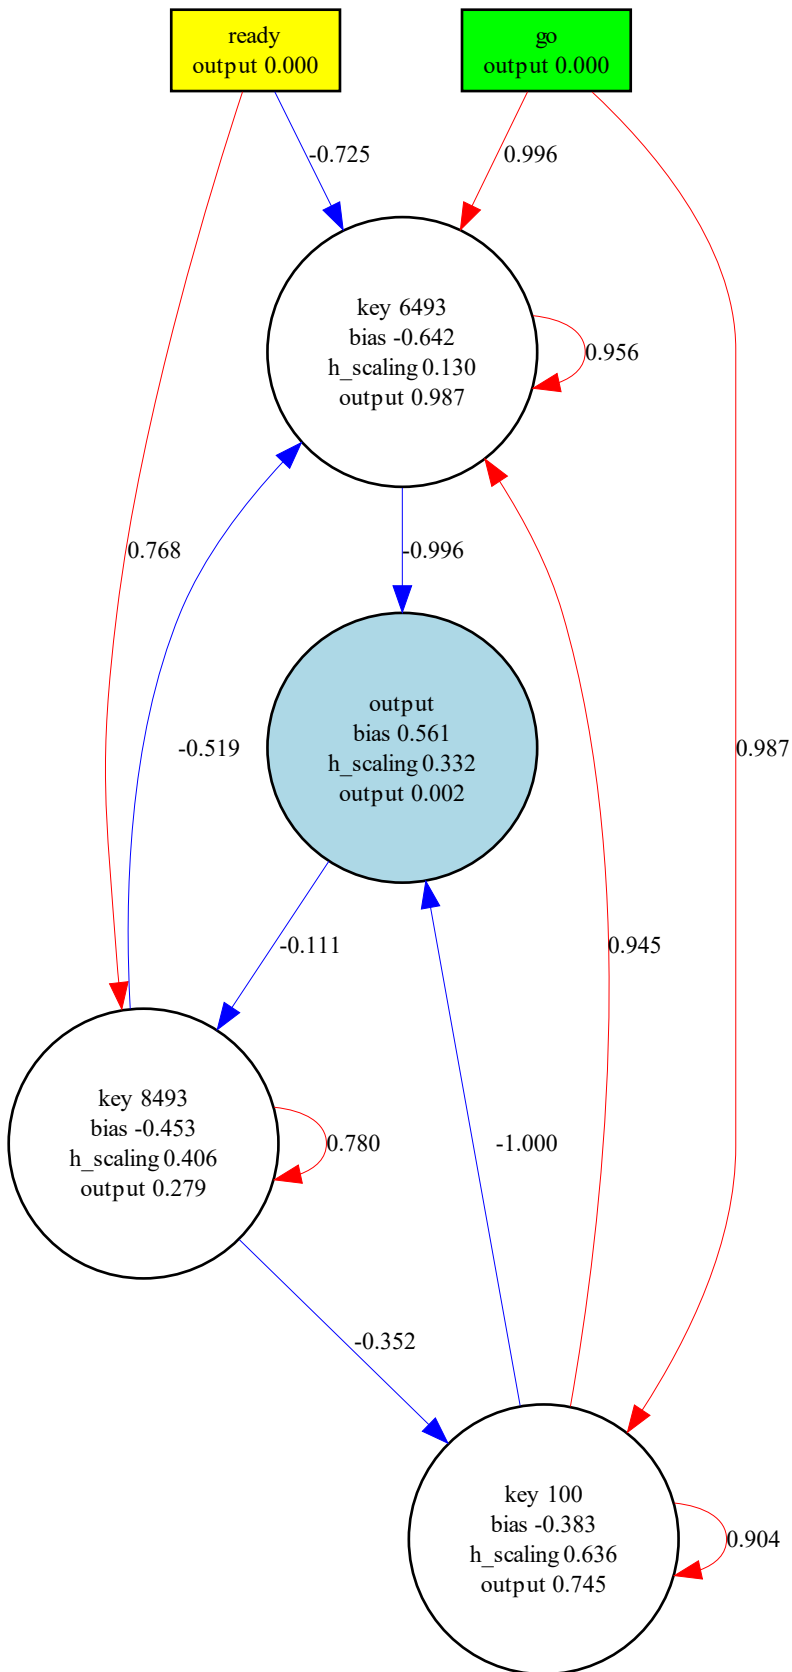 ready
output 0.000
go
output 0.000
-0.725
0.996
key 6493
bias -0.642
h_scaling 0.130
output 0.987
0.956
0.768
-0.996
output
bias 0.561
h_scaling 0.332
output 0.002
-0.519
0.987
-0.111
0.945
key 8493
bias -0.453
h_scaling 0.406
output 0.279
0.780
-1.000
-0.352
key 100
bias -0.383
h_scaling 0.636
output 0.745
0.904